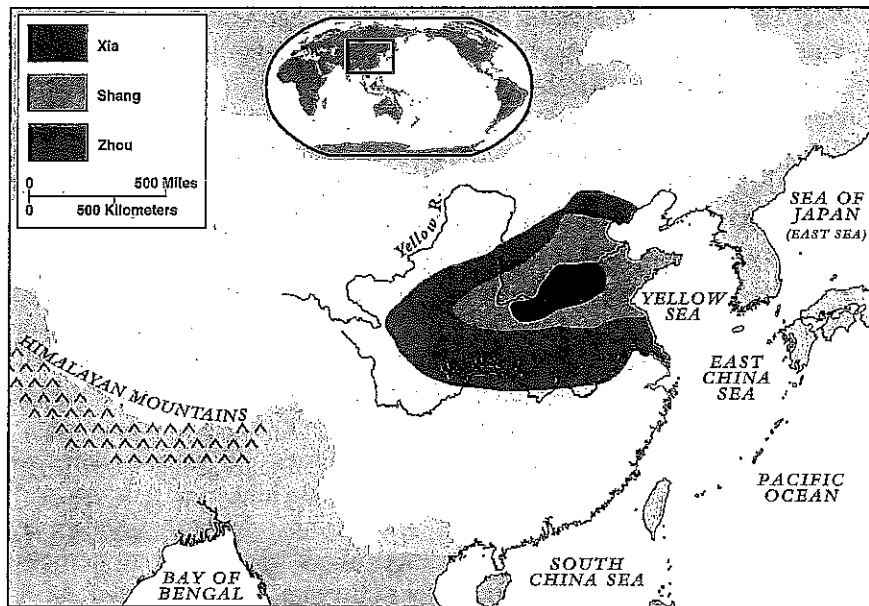 Xia
Shang
Zhou
0 500 Miles
0 500 Kilometers
Yellow R.
SEA OF
JAPAN
(EAST SEA)
YELLOW
SEA
EAST
CHINA
SEA
HIMALAYAN MOUNTAINS
PACIFIC
OCEAN
SOUTH
CHINA SEA
BAY OF
BENGAL